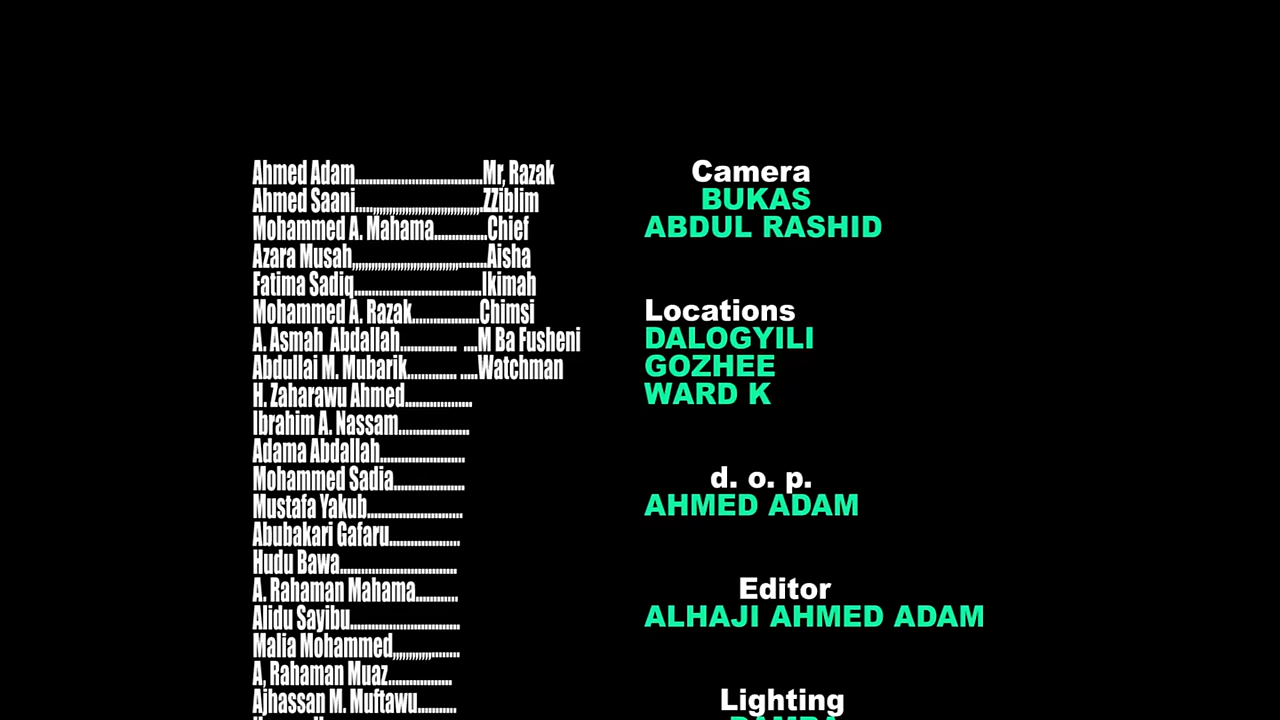 Ahmed Adam................................Mr, Razak
Ahmed Saani.....,,,,,,,,,,,,,,,,,,,,,,,,,,,,,,.ZZiblim
Mohammed A. Mahama..............Chief
Azara Musah,,,,,,,,,,,,,,,,,,,,,,,,,,,,,,........Aisha
Fatima Sadiq................................Ikimah
Mohammed A. Razak.................Chimsi
A. Asmah Abdallah.............. ....M Ba Fusheni
Abdullai M. Mubarik............ .....Watchman
H. Zaharawu Ahmed.................
Ibrahim A. Nassam..................
Adama Abdallah.....................
Mohammed Sadia..................
Mustafa Yakub........................
Abubakari Gafaru..................
Hudu Bawa.............................
A. Rahaman Mahama...........
Alidu Sayibu............................
Malia Mohammed,,,,,,,,,,,,.......
A, Rahaman Muaz................
Ajhassan M. Muftawu..........
Camera
BUKAS
ABDUL RASHID
Locations
DALOGYILI
GOZHEE
WARD K
d. o. p.
AHMED ADAM
Editor
ALHAJI AHMED ADAM
Lighting